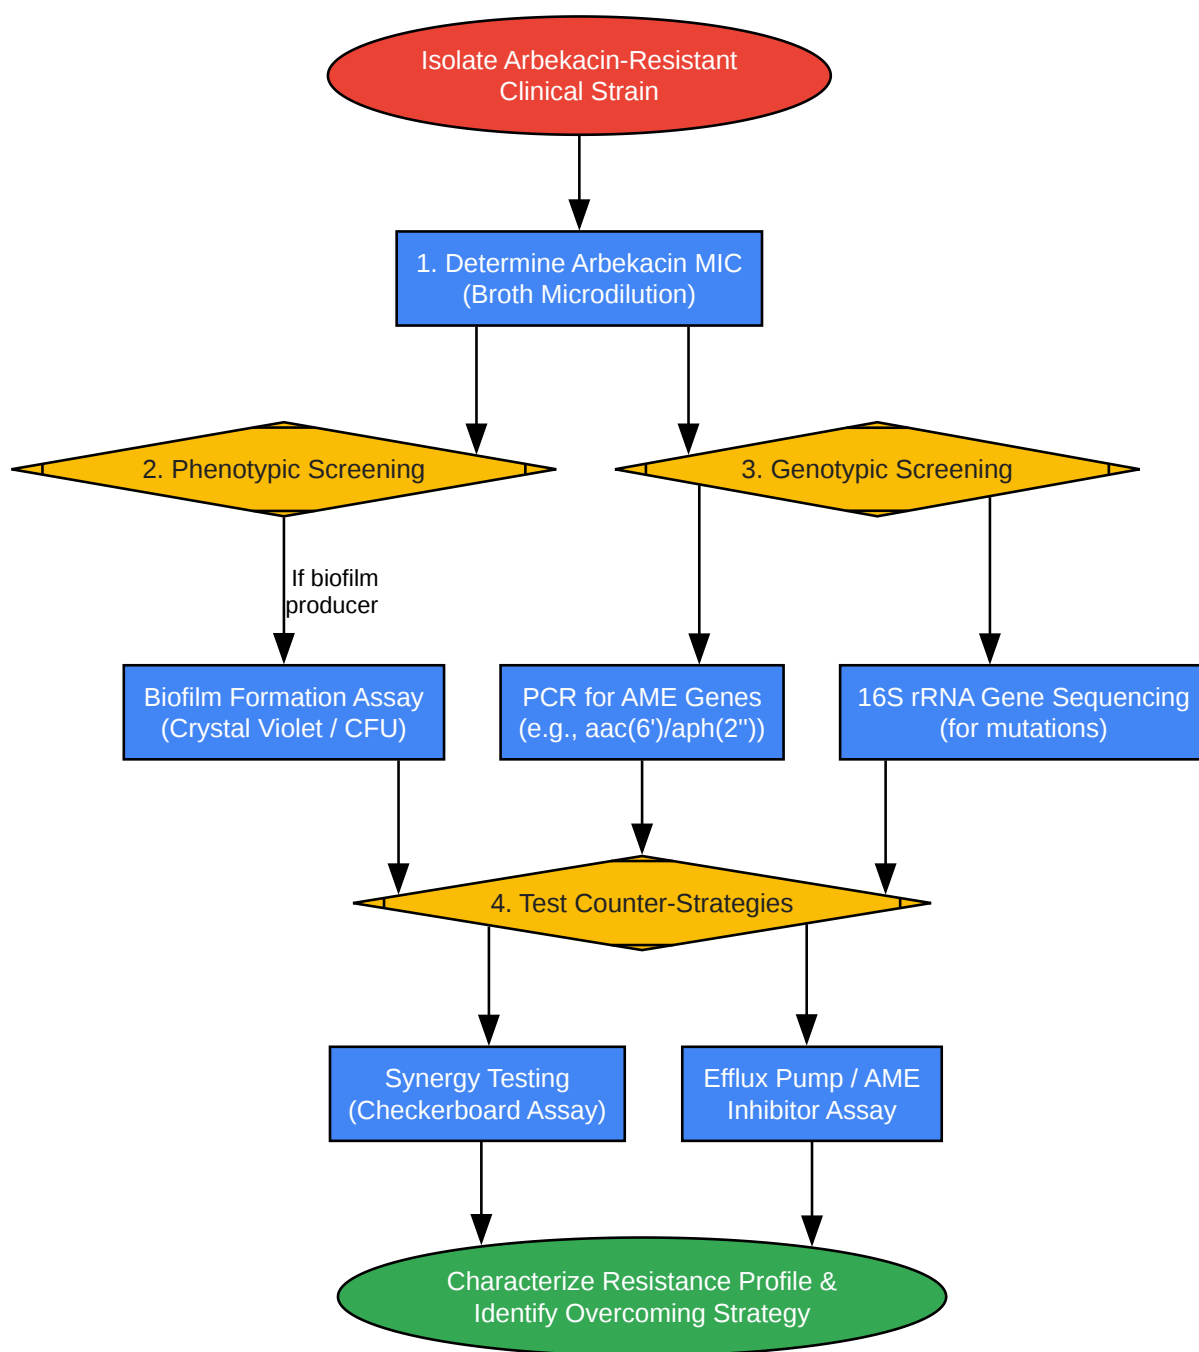 Isolate Arbekacin-Resistant
Clinical Strain
1. Determine Arbekacin MIC
(Broth Microdilution)
2. Phenotypic Screening
3. Genotypic Screening
If biofilm
producer
Biofilm Formation Assay
(Crystal Violet / CFU)
PCR for AME Genes
(e.g., aac(6')/aph(2''))
16S rRNA Gene Sequencing
(for mutations)
4. Test Counter-Strategies
Synergy Testing
(Checkerboard Assay)
Efflux Pump / AME
Inhibitor Assay
Characterize Resistance Profile &
Identify Overcoming Strategy